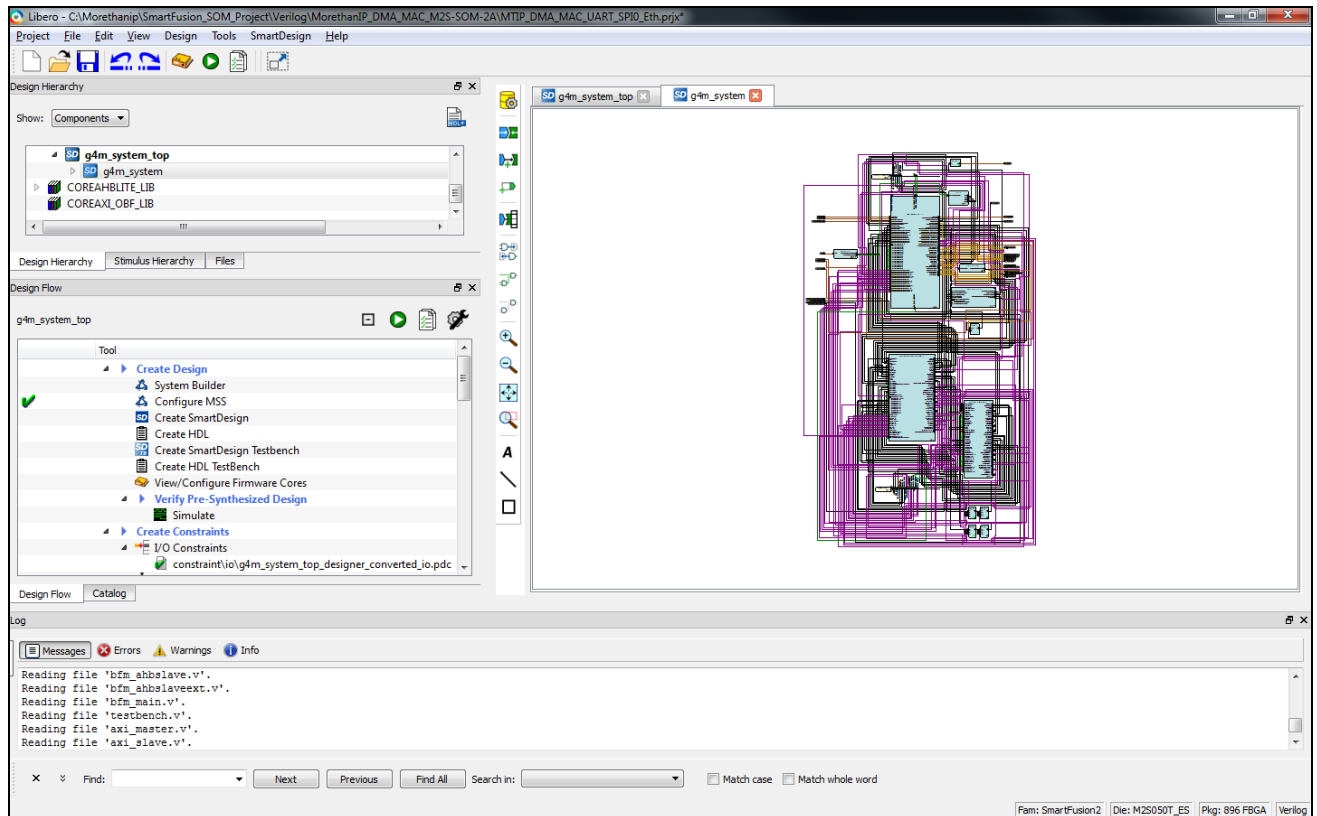 Libero - C:\MorethanIp\SmartFusion_SOM_Project\Verilog\MorethanIP_DMA_MAC_M2S-SOM-2A\MTIP_DMA_MAC_UART_SPI0_Eth.prjx*
Project File Edit View Design Tools SmartDesign Help
Design Hierarchy
Show: Components
g4m_system_top
g4m_system
COREAHBLITE_LIB
COREAXI_OBF_LIB
Design Hierarchy Stimulus Hierarchy Files
Design Flow
g4m_system_top
Tool
Create Design
System Builder
Configure MSS
Create SmartDesign
Create HDL
Create SmartDesign Testbench
Create HDL TestBench
View/Configure Firmware Cores
Verify Pre-Synthesized Design
Simulate
Create Constraints
I/O Constraints
constraint\io\g4m_system_top_designer_converted_io.pdc
Design Flow Catalog
g4m_system_top g4m_system
A
Log
Messages Errors Warnings Info
Reading file 'bfm_ahbslave.v'.
Reading file 'bfm_ahbslaveext.v'.
Reading file 'bfm_main.v'.
Reading file 'testbench.v'.
Reading file 'axi_master.v'.
Reading file 'axi_slave.v'.
Find: Next Previous Find All Search in: Match case Match whole word
Fam: SmartFusion2 Die: M2S050T_ES Pkg: 896 FBGA Verilog